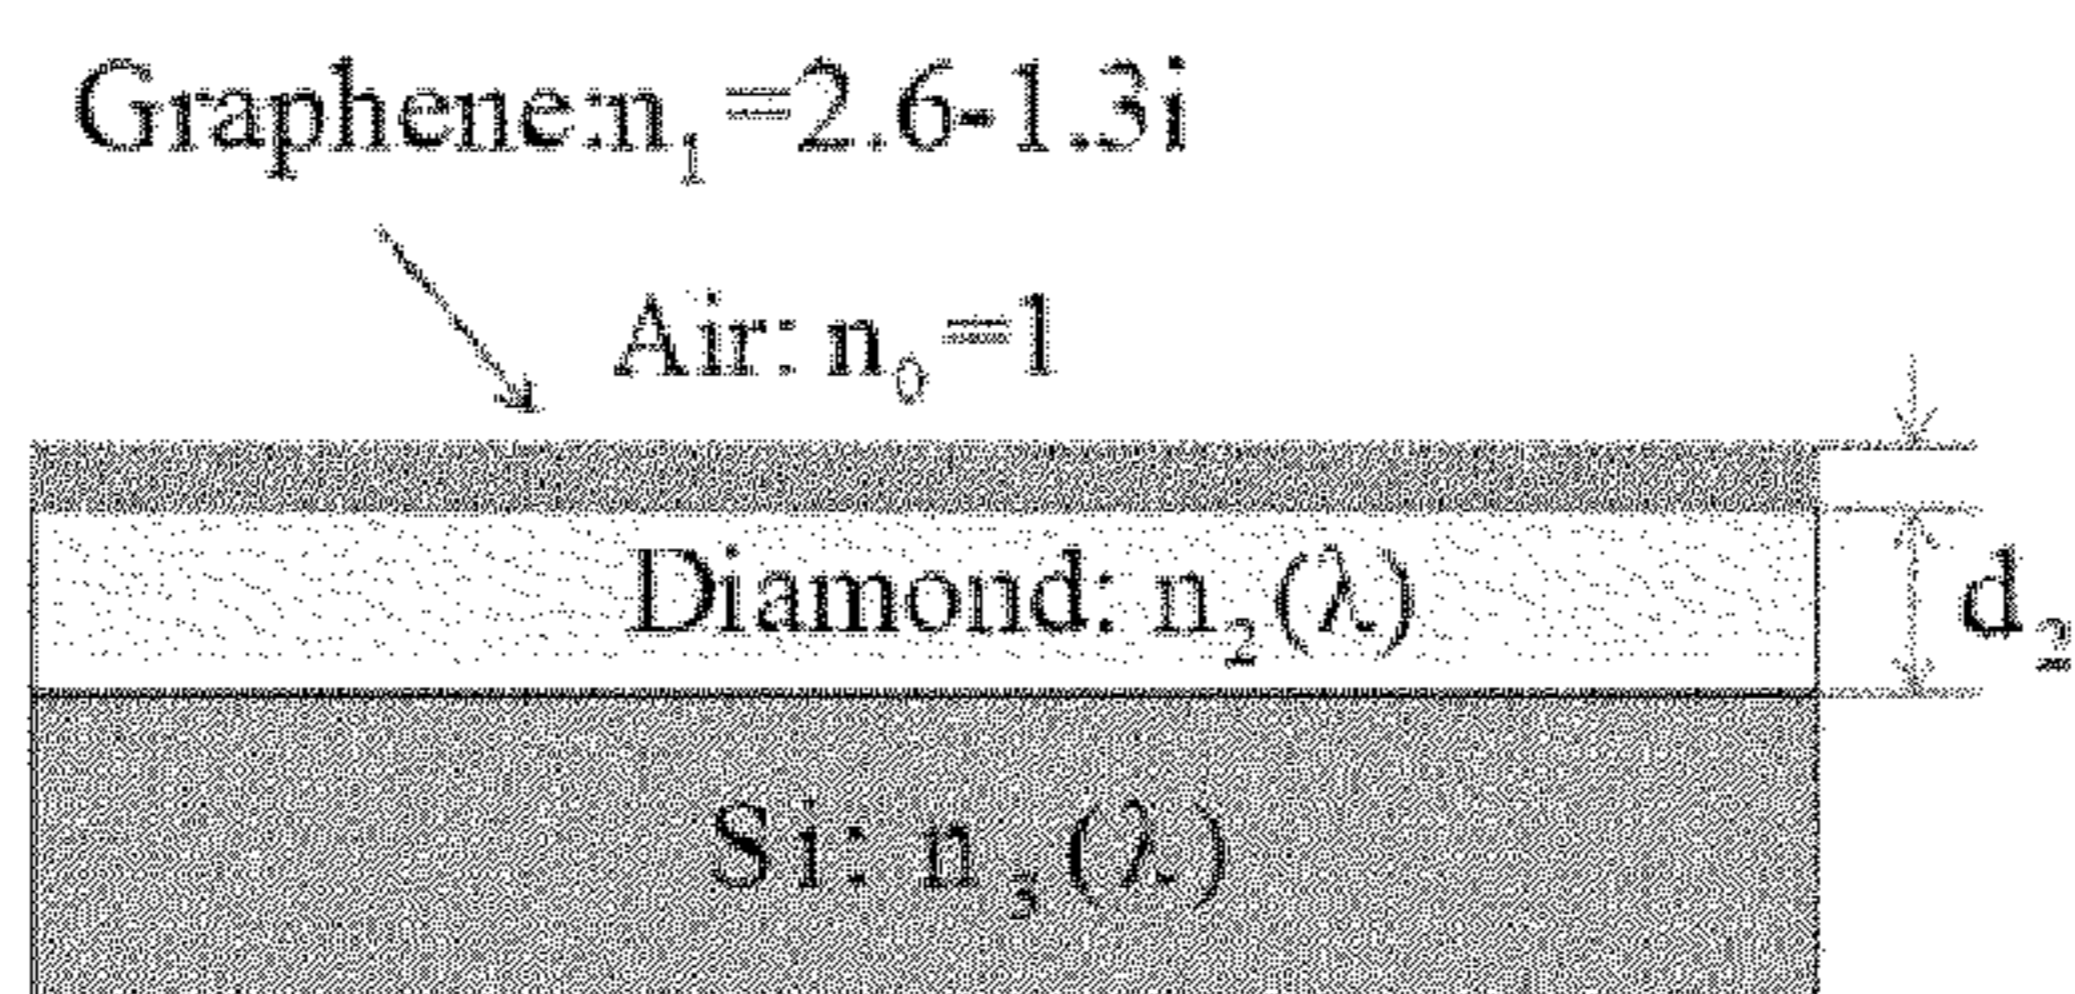 Graphene:n₁=2.6-1.3i
Air: n₀=1
Diamond: n₂(λ)
d₂
Si: n₃(λ)